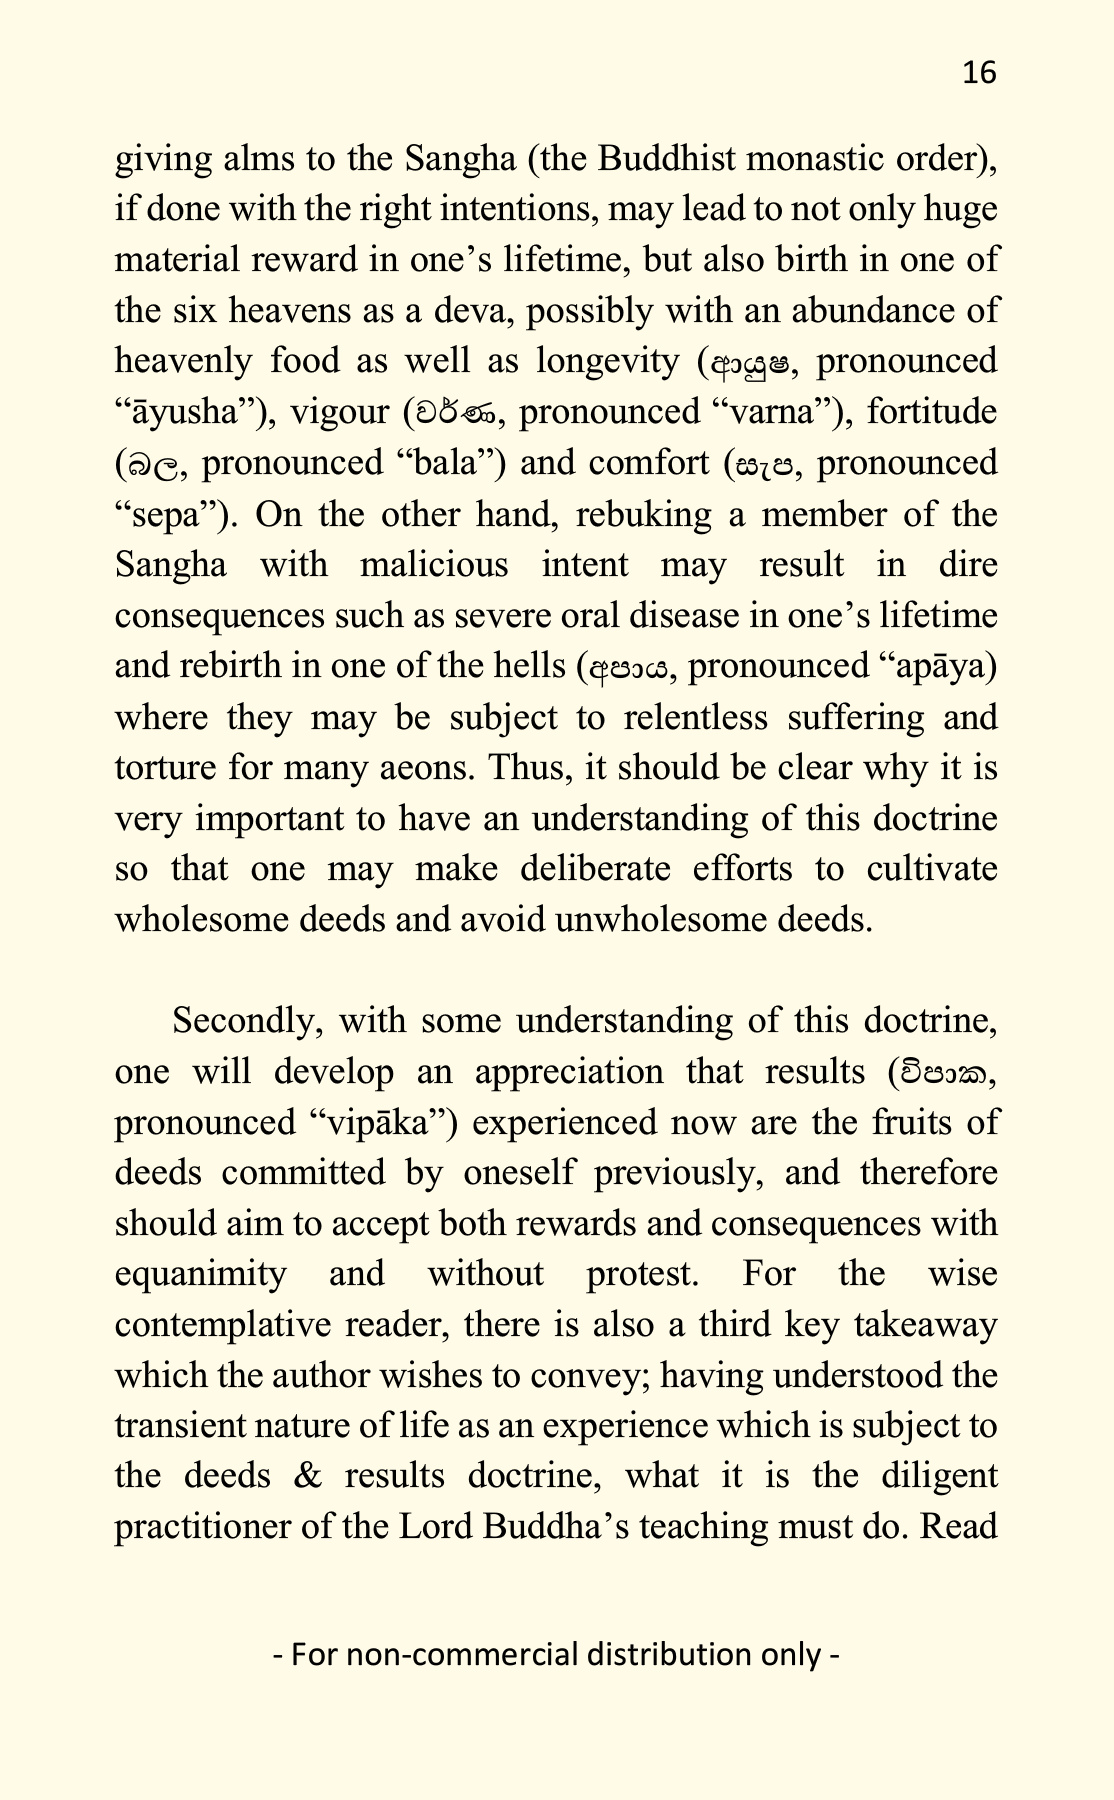 16
giving alms to the Sangha (the Buddhist monastic order),
if done with the right intentions, may lead to not only huge
material reward in one’s lifetime, but also birth in one of
the six heavens as a deva, possibly with an abundance of
heavenly food as well as longevity (ආයුෂ, pronounced
“āyusha”), vigour (වර්ණ, pronounced “varna”), fortitude
(බල, pronounced “bala”) and comfort (සැප, pronounced
“sepa”). On the other hand, rebuking a member of the
Sangha with malicious intent may result in dire
consequences such as severe oral disease in one’s lifetime
and rebirth in one of the hells (අපාය, pronounced “apāya)
where they may be subject to relentless suffering and
torture for many aeons. Thus, it should be clear why it is
very important to have an understanding of this doctrine
so that one may make deliberate efforts to cultivate
wholesome deeds and avoid unwholesome deeds.
Secondly, with some understanding of this doctrine,
one will develop an appreciation that results (විපාක,
pronounced “vipāka”) experienced now are the fruits of
deeds committed by oneself previously, and therefore
should aim to accept both rewards and consequences with
equanimity and without protest. For the wise
contemplative reader, there is also a third key takeaway
which the author wishes to convey; having understood the
transient nature of life as an experience which is subject to
the deeds & results doctrine, what it is the diligent
practitioner of the Lord Buddha’s teaching must do. Read
- For non-commercial distribution only -